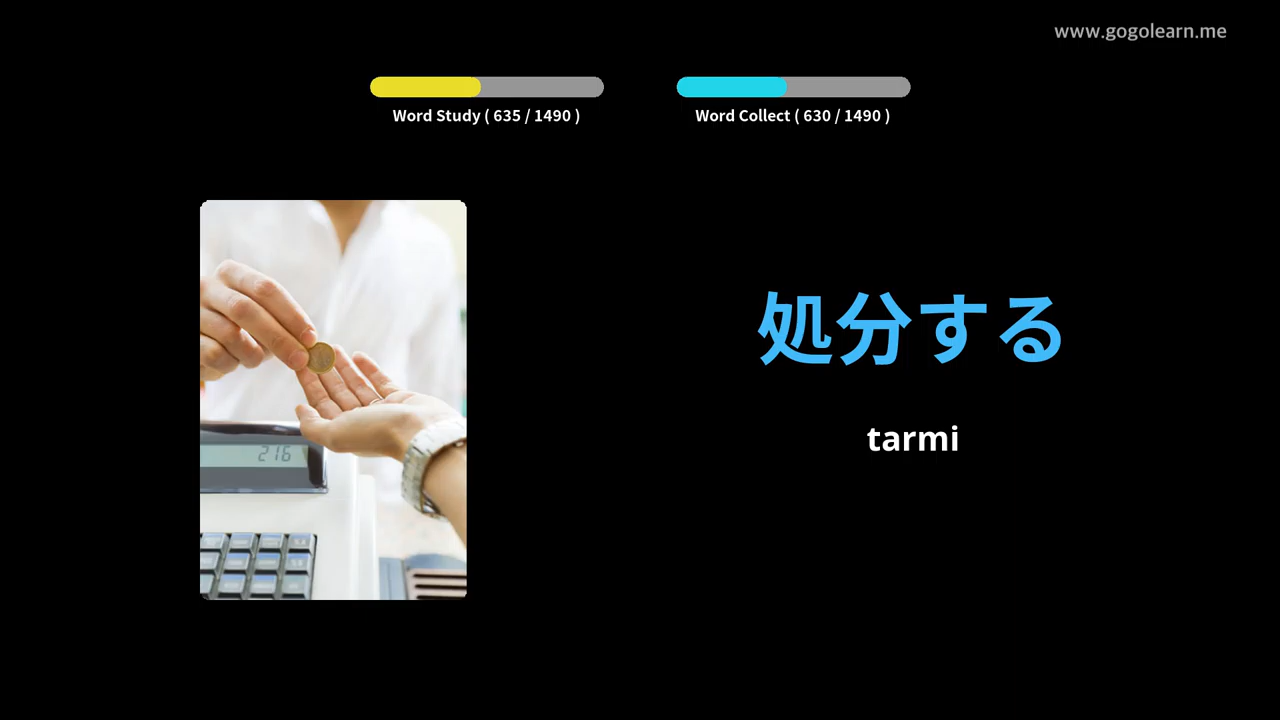 www.gogolearn.me
Word Study ( 635 / 1490 )
Word Collect ( 630 / 1490 )
処分する
tarmi
216